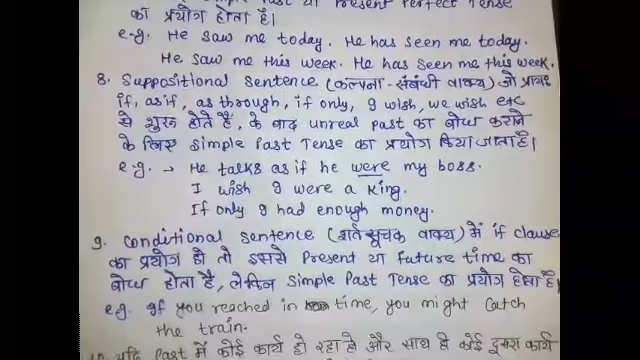 का प्रयोग होता है।
e.g. He saw me today. He has seen me today.
He saw me this week. He has seen me this week.
8. Suppositional sentence (कल्पना-संबंधी वाक्य) जो प्रायः
if, as if, as through, if only, I wish, we wish etc
से शुरू होते हैं, के बाद unreal past का बोध कराने
के लिए Simple Past Tense का प्रयोग किया जाता है।
e.g. → He talks as if he were my boss.
I wish I were a King.
If only I had enough money.
9. Conditional sentence (शर्तसूचक वाक्य) में if clause
का प्रयोग हो तो इससे Present या future time का
बोध होता है, लेकिन Simple Past Tense का प्रयोग होता है।
e.g. If you reached in time, you might catch
the train.
यदि Past में कोई कार्य हो रहा हो और साथ ही कोई दूसरा कार्य